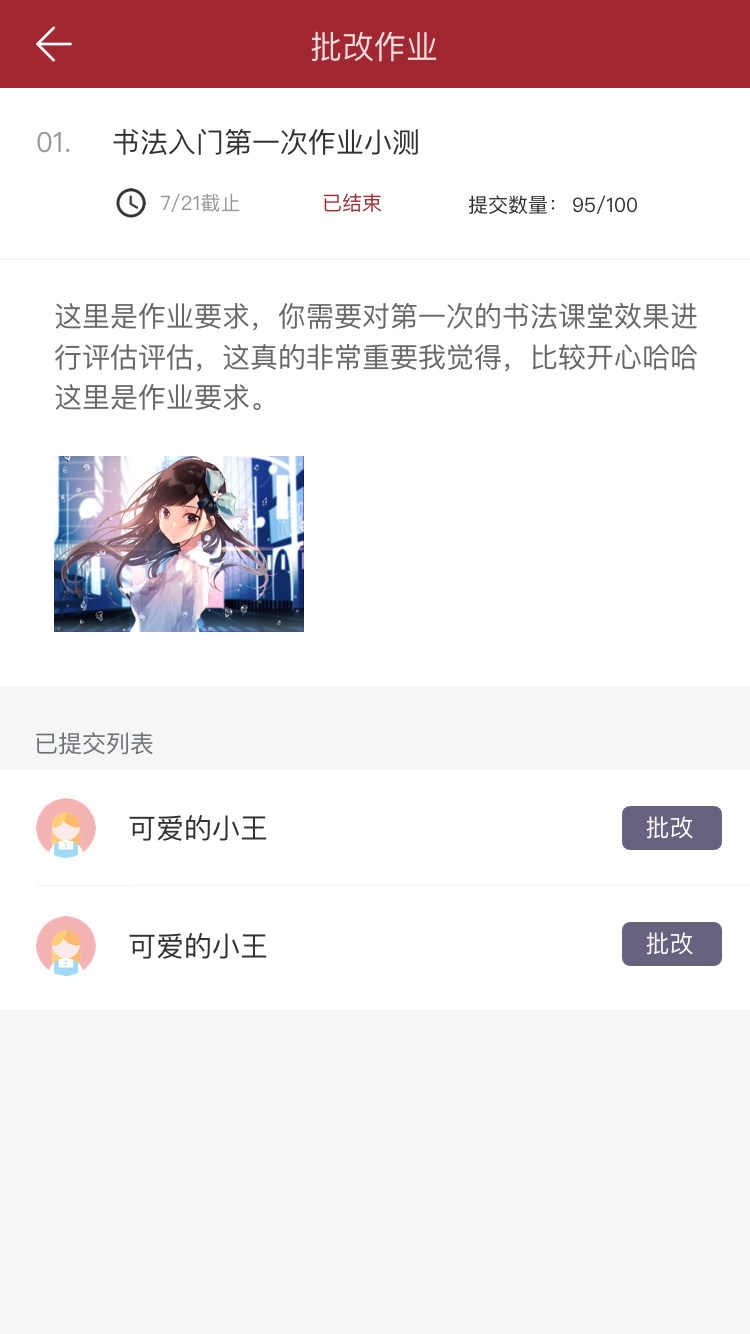 批改作业
01. 书法入门第一次作业小测
7/21截止 已结束 提交数量： 95/100
这里是作业要求，你需要对第一次的书法课堂效果进
行评估评估，这真的非常重要我觉得，比较开心哈哈
这里是作业要求。
已提交列表
可爱的小王 批改
可爱的小王 批改